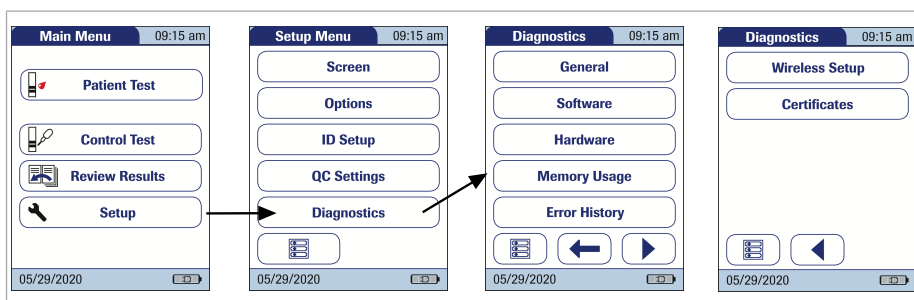 Main Menu 09:15 am
Patient Test
Control Test
Review Results
Setup
05/29/2020
Setup Menu 09:15 am
Screen
Options
ID Setup
QC Settings
Diagnostics
05/29/2020
Diagnostics 09:15 am
General
Software
Hardware
Memory Usage
Error History
05/29/2020
Diagnostics 09:15 am
Wireless Setup
Certificates
05/29/2020